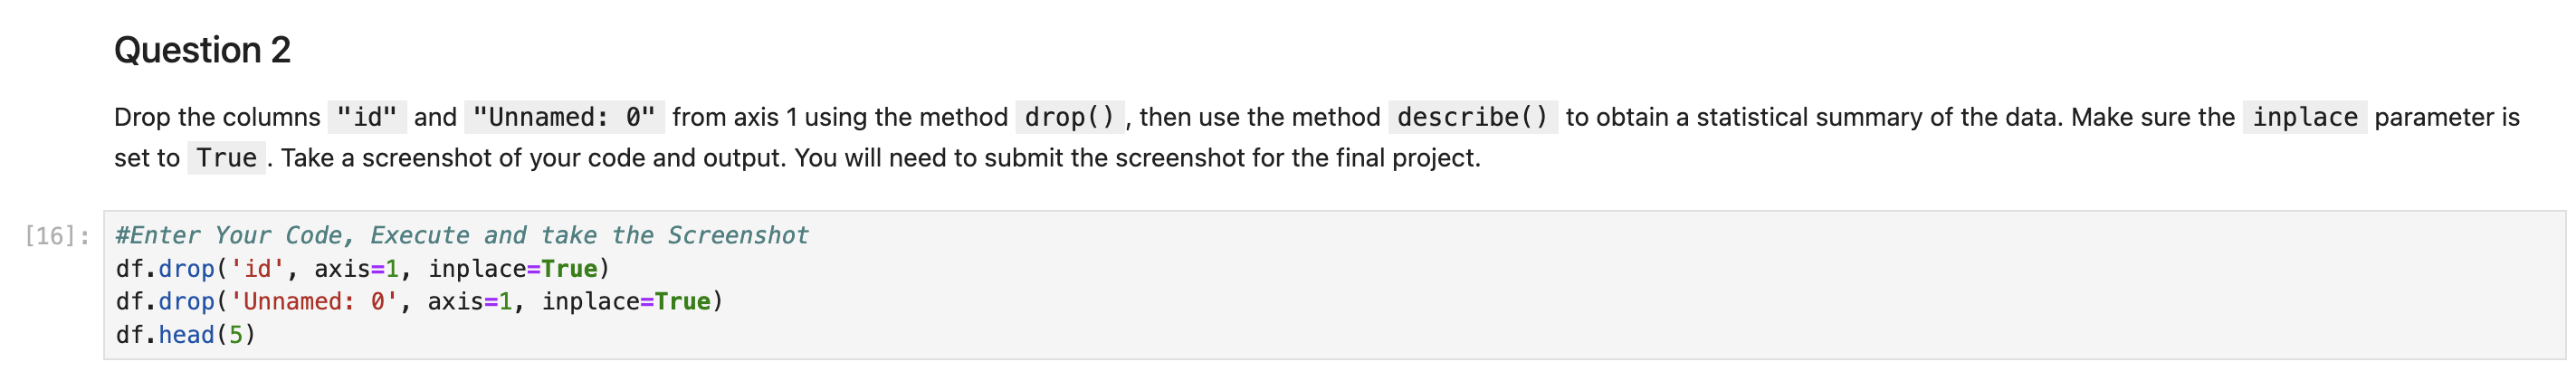 Question 2
Drop the columns "id" and "Unnamed: 0" from axis 1 using the method drop() , then use the method describe() to obtain a statistical summary of the data. Make sure the inplace parameter is
set to True . Take a screenshot of your code and output. You will need to submit the screenshot for the final project.
[16]: #Enter Your Code, Execute and take the Screenshot
df.drop('id', axis=1, inplace=True)
df.drop('Unnamed: 0', axis=1, inplace=True)
df.head(5)